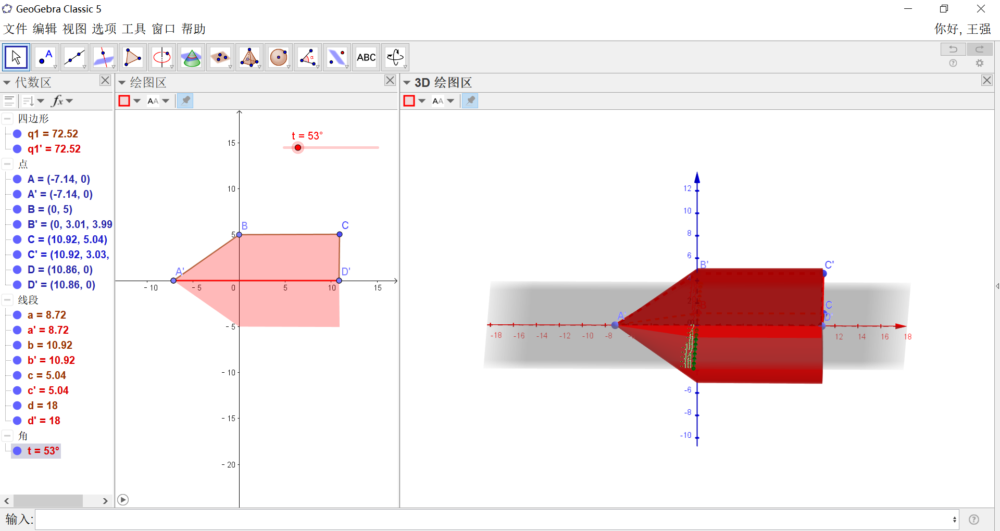 GeoGebra Classic 5
文件 编辑 视图 选项 工具 窗口 帮助
你好, 王强
A
α
ABC
代数区
绘图区
3D 绘图区
fx
AA
AA
四边形
q1 = 72.52
q1' = 72.52
点
A = (-7.14, 0)
A' = (-7.14, 0)
B = (0, 5)
B' = (0, 3.01, 3.99
C = (10.92, 5.04)
C' = (10.92, 3.03,
D = (10.86, 0)
D' = (10.86, 0)
线段
a = 8.72
a' = 8.72
b = 10.92
b' = 10.92
c = 5.04
c' = 5.04
d = 18
d' = 18
角
t = 53°
t = 53°
15
10
5
B
C
A'
D'
-10
-5
0
5
10
15
-5
-10
-15
-20
12
10
8
6
4
2
B'
C'
B
C
A'
D'
-18
-16
-14
-12
-10
-8
12
14
16
18
-6
-8
-10
输入: